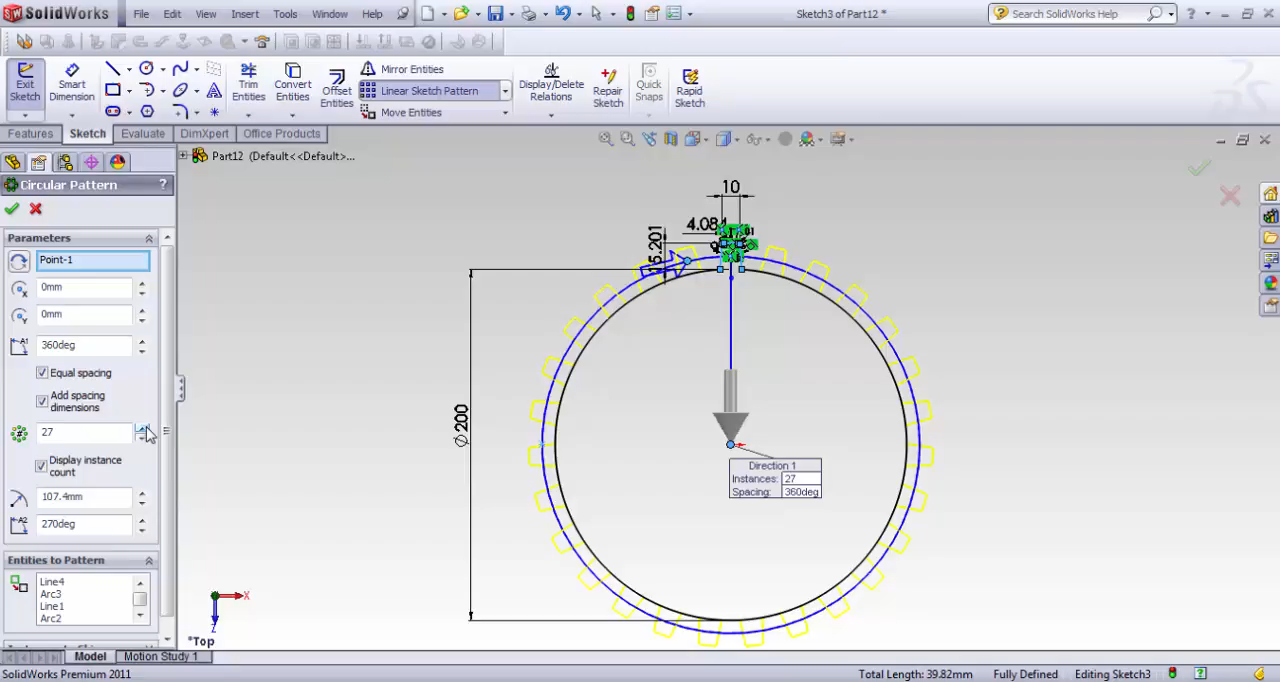 SolidWorks File Edit View Insert Tools Window Help Sketch3 of Part12 * Search SolidWorks Help
Exit Sketch
Smart Dimension
Trim Entities
Convert Entities
Offset Entities
Mirror Entities
Linear Sketch Pattern
Move Entities
Display/Delete Relations
Repair Sketch
Quick Snaps
Rapid Sketch
Features Sketch Evaluate DimXpert Office Products
Part12 (Default<<Default>...
Circular Pattern ?
Parameters
Point-1
0mm
0mm
360deg
Equal spacing
Add spacing dimensions
27
Display instance count
107.4mm
270deg
Entities to Pattern
Line4
Arc3
Line1
Arc2
10
4.084
15.201
Ø200
Direction 1
Instances: 27
Spacing: 360deg
X
Z
*Top
Model Motion Study 1
SolidWorks Premium 2011 Total Length: 39.82mm Fully Defined Editing Sketch3